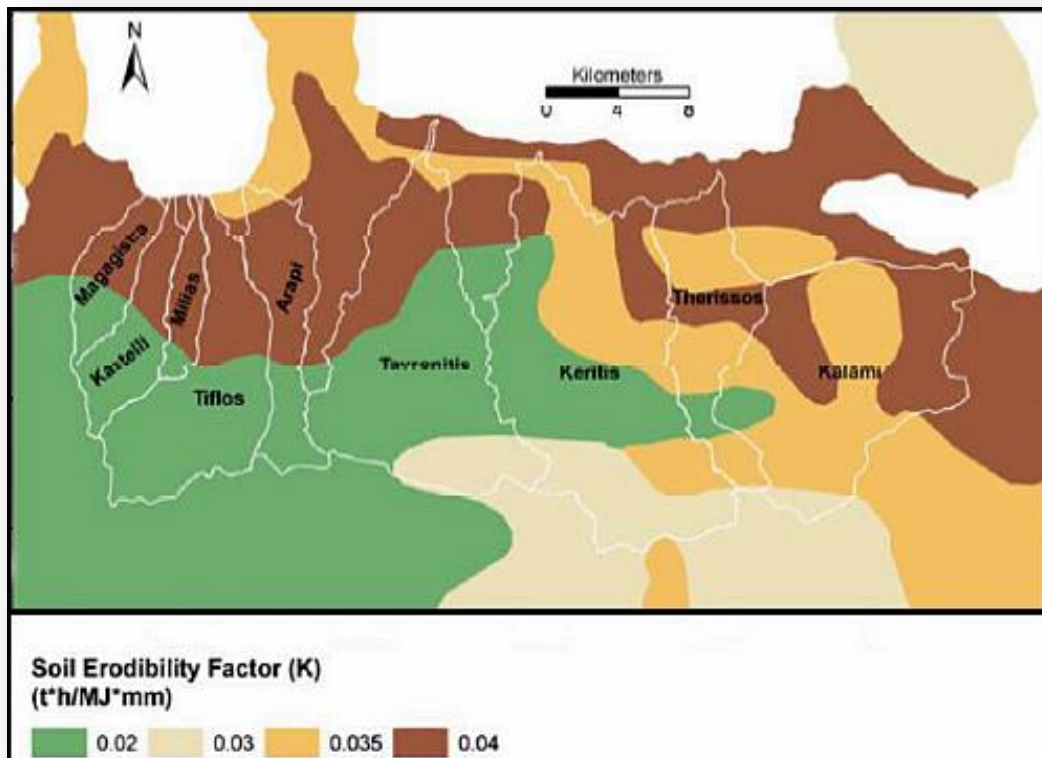 N
Kilometers
0 4 8
Magagistra
Milias
Arapi
Therissos
Kastelli
Tavronitis
Keritis
Kalami
Tiflos
Soil Erodibility Factor (K)
(t*h/MJ*mm)
0.02 0.03 0.035 0.04